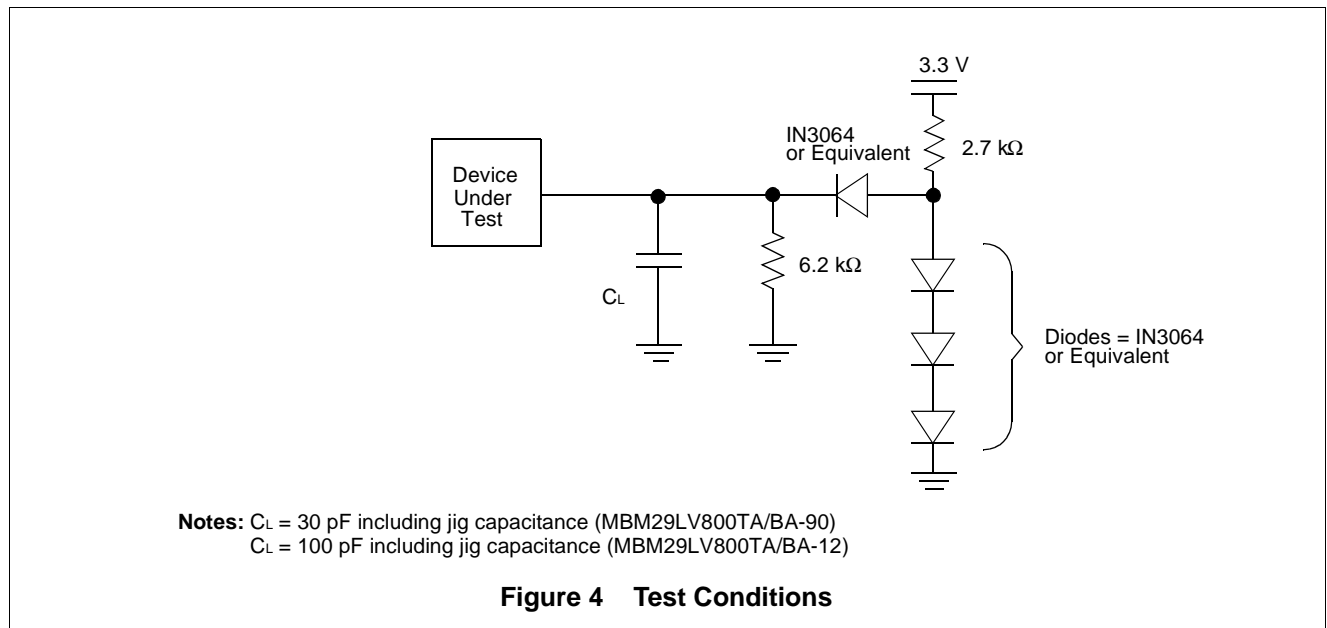 3.3 V
IN3064
or Equivalent
2.7 kΩ
Device
Under
Test
6.2 kΩ
CL
Diodes = IN3064
or Equivalent
Notes: CL = 30 pF including jig capacitance (MBM29LV800TA/BA-90)
CL = 100 pF including jig capacitance (MBM29LV800TA/BA-12)
Figure 4 Test Conditions